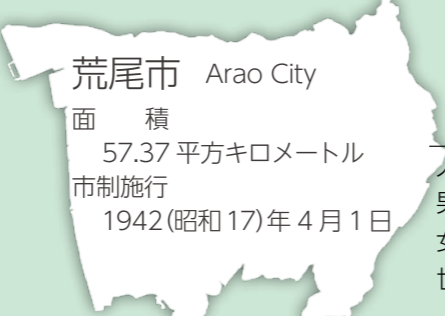 荒尾市 Arao City
面 積
57.37 平方キロメートル
市制施行
1942(昭和17)年4月1日